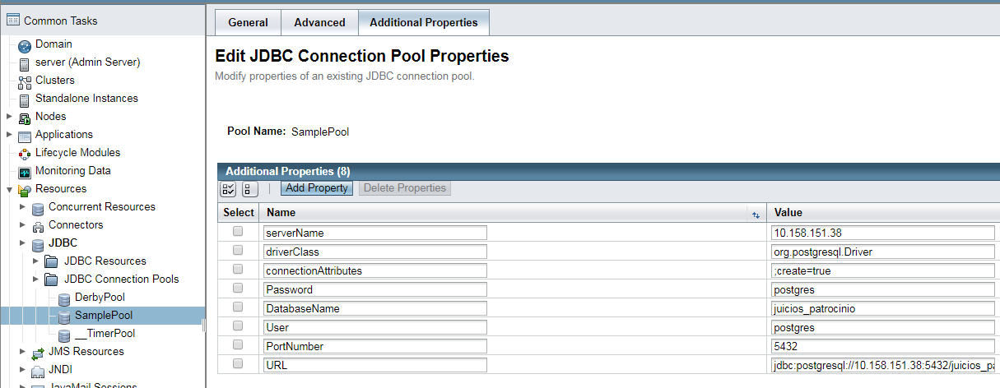 Common Tasks
Domain
server (Admin Server)
Clusters
Standalone Instances
Nodes
Applications
Lifecycle Modules
Monitoring Data
Resources
Concurrent Resources
Connectors
JDBC
JDBC Resources
JDBC Connection Pools
DerbyPool
SamplePool
__TimerPool
JMS Resources
JNDI
JavaMail Sessions
General Advanced Additional Properties
Edit JDBC Connection Pool Properties
Modify properties of an existing JDBC connection pool.
Pool Name: SamplePool
Additional Properties (8)
Add Property Delete Properties
Select Name Value
serverName 10.158.151.38
driverClass org.postgresql.Driver
connectionAttributes ;create=true
Password postgres
DatabaseName juicios_patrocinio
User postgres
PortNumber 5432
URL jdbc:postgresql://10.158.151.38:5432/juicios_pa